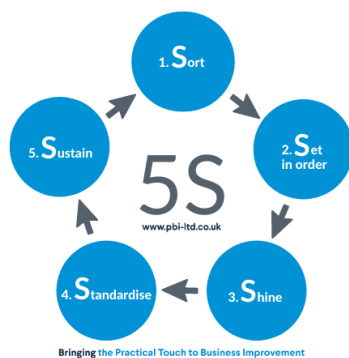 1. Sort
2. Set
in order
5. Sustain
5S
www.pbi-ltd.co.uk
4. Standardise
3. Shine
Bringing the Practical Touch to Business Improvement